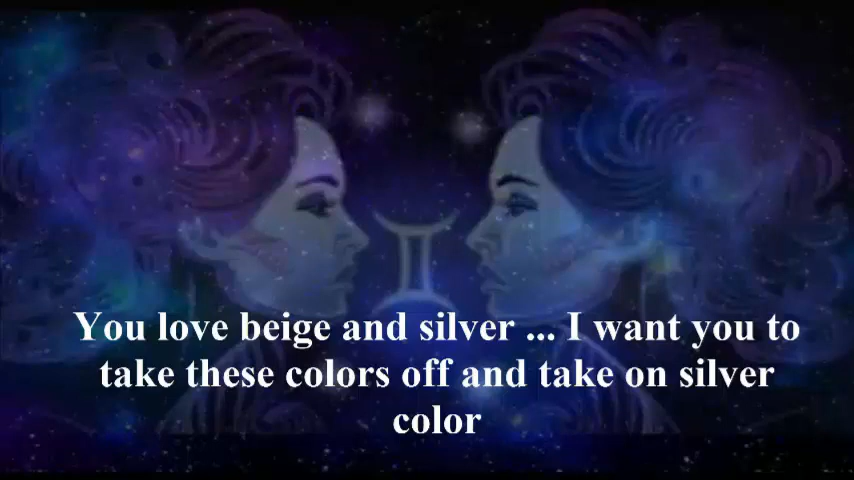 You love beige and silver ... I want you to
take these colors off and take on silver
color